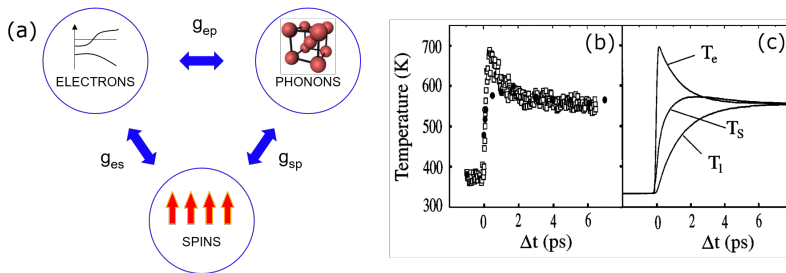 (a)
g_ep
ELECTRONS
PHONONS
g_es
g_sp
SPINS
Temperature (K)
700
600
500
400
300
0 2 4 6
Δt (ps)
(b)
(c)
T_e
T_S
T_l
0 2 4 6
Δt (ps)